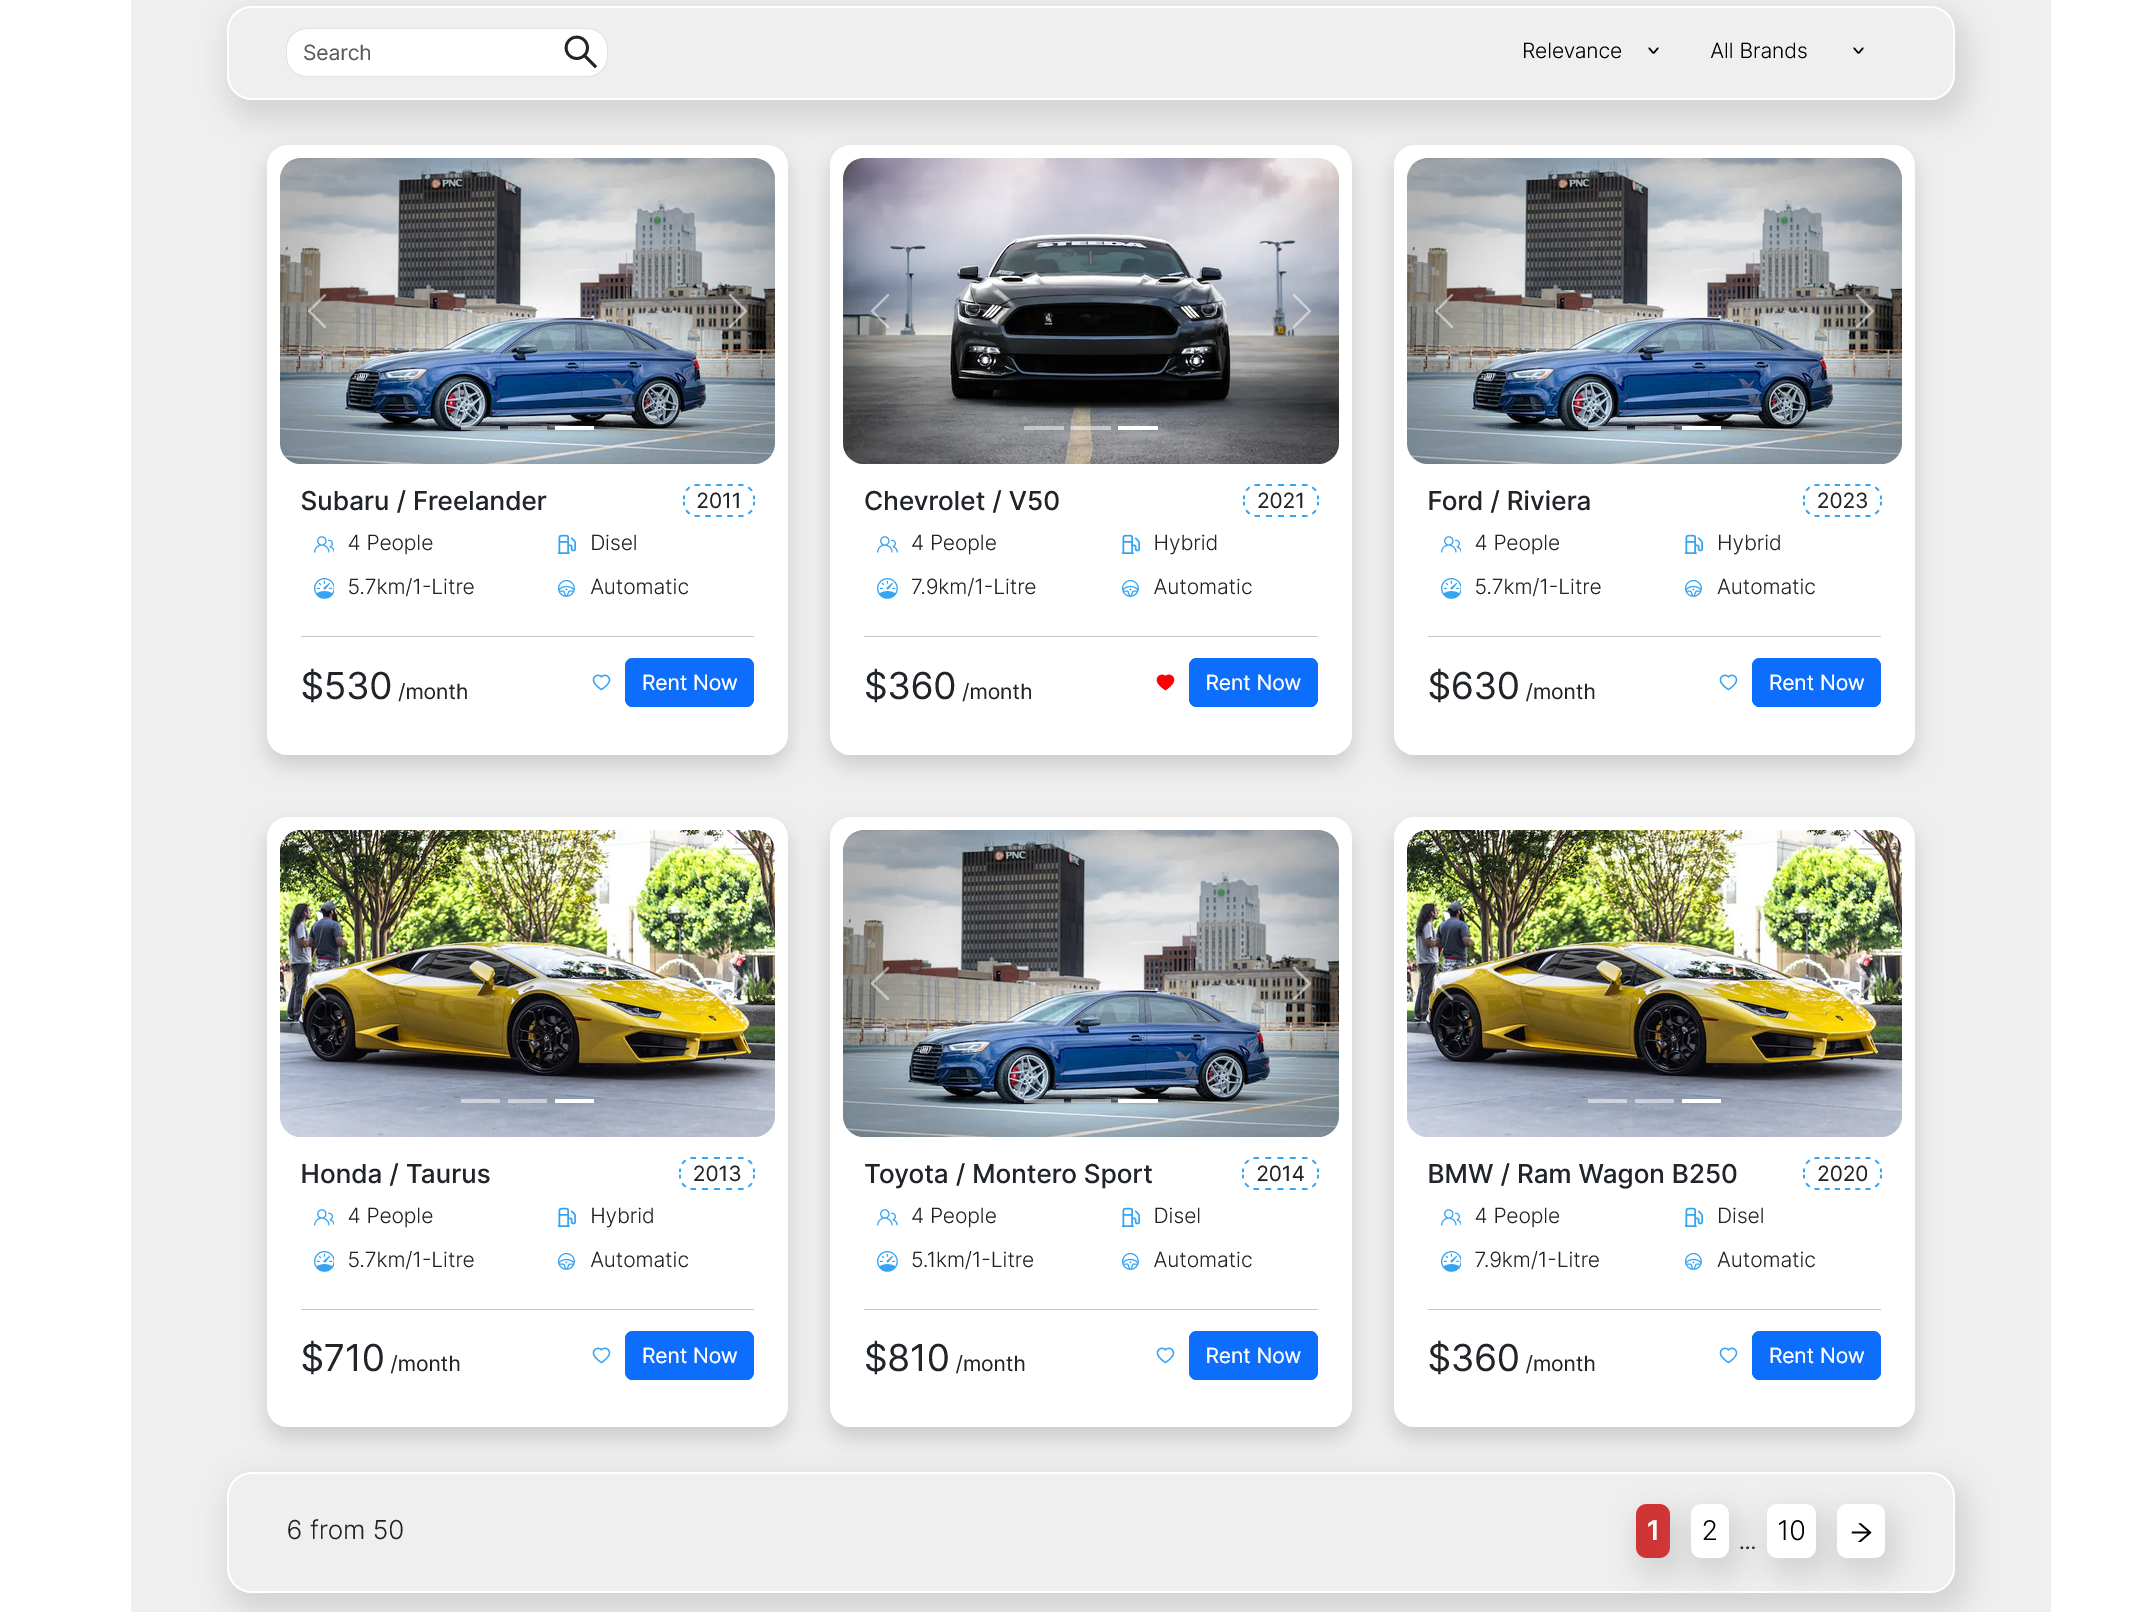 Search
Relevance
All Brands
PNC
STEEDA
PNC
Subaru / Freelander
2011
4 People
Disel
5.7km/1-Litre
Automatic
$530 /month
Rent Now
Chevrolet / V50
2021
4 People
Hybrid
7.9km/1-Litre
Automatic
$360 /month
Rent Now
Ford / Riviera
2023
4 People
Hybrid
5.7km/1-Litre
Automatic
$630 /month
Rent Now
PNC
Honda / Taurus
2013
4 People
Hybrid
5.7km/1-Litre
Automatic
$710 /month
Rent Now
Toyota / Montero Sport
2014
4 People
Disel
5.1km/1-Litre
Automatic
$810 /month
Rent Now
BMW / Ram Wagon B250
2020
4 People
Disel
7.9km/1-Litre
Automatic
$360 /month
Rent Now
6 from 50
1 2 ... 10